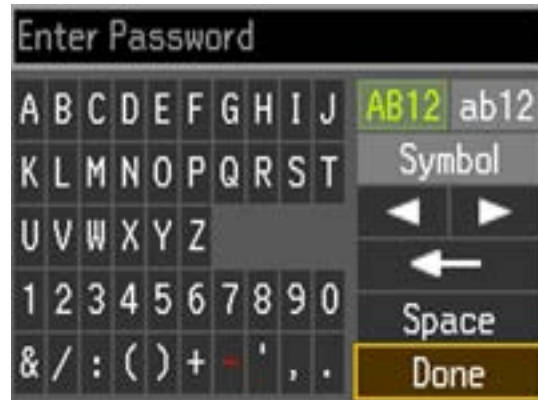 Enter Password
A B C D E F G H I J
AB12 ab12
K L M N O P Q R S T
Symbol
U V W X Y Z
1 2 3 4 5 6 7 8 9 0
Space
& / : ( ) + - ' , .
Done